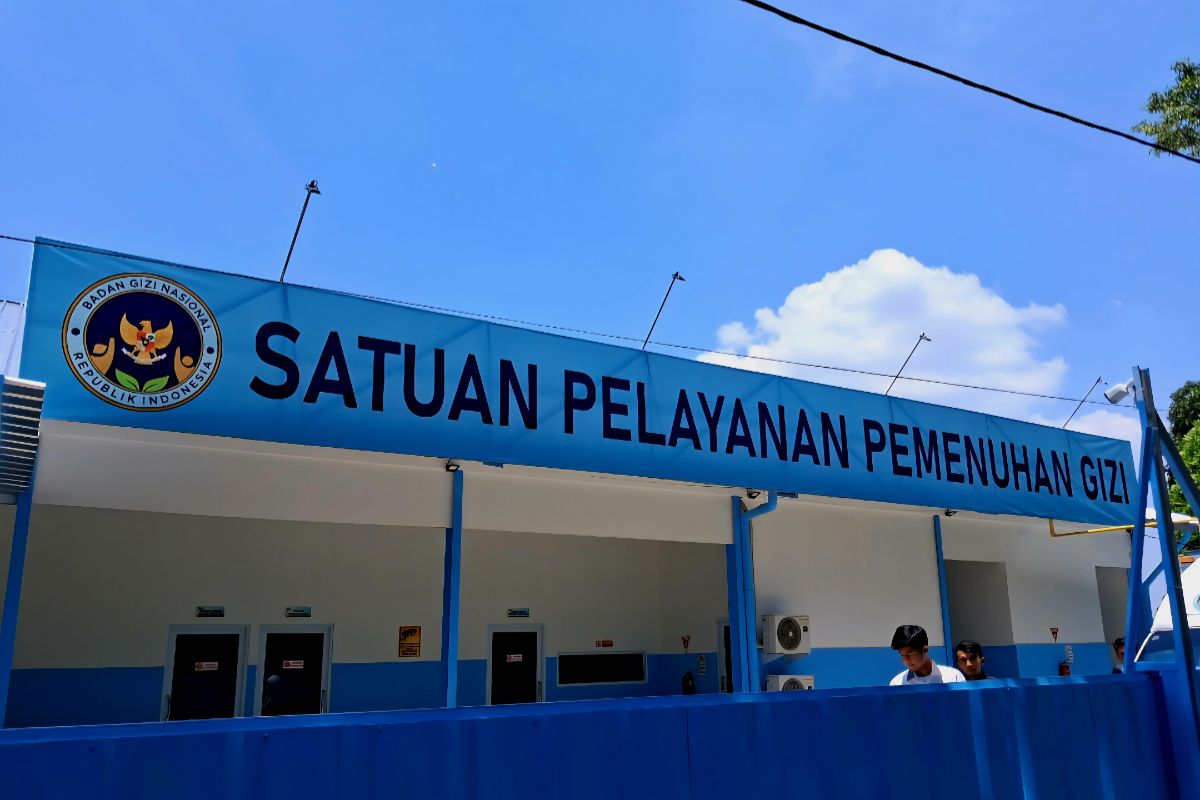 BADAN GIZI NASIONAL
REPUBLIK INDONESIA
SATUAN PELAYANAN PEMENUHAN GIZI